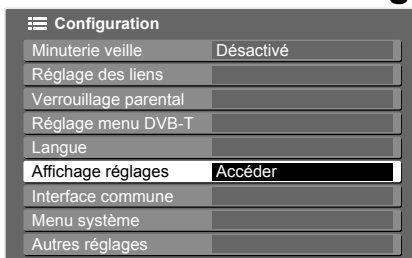 Configuration
Minuterie veille Désactivé
Réglage des liens
Verrouillage parental
Réglage menu DVB-T
Langue
Affichage réglages Accéder
Interface commune
Menu système
Autres réglages